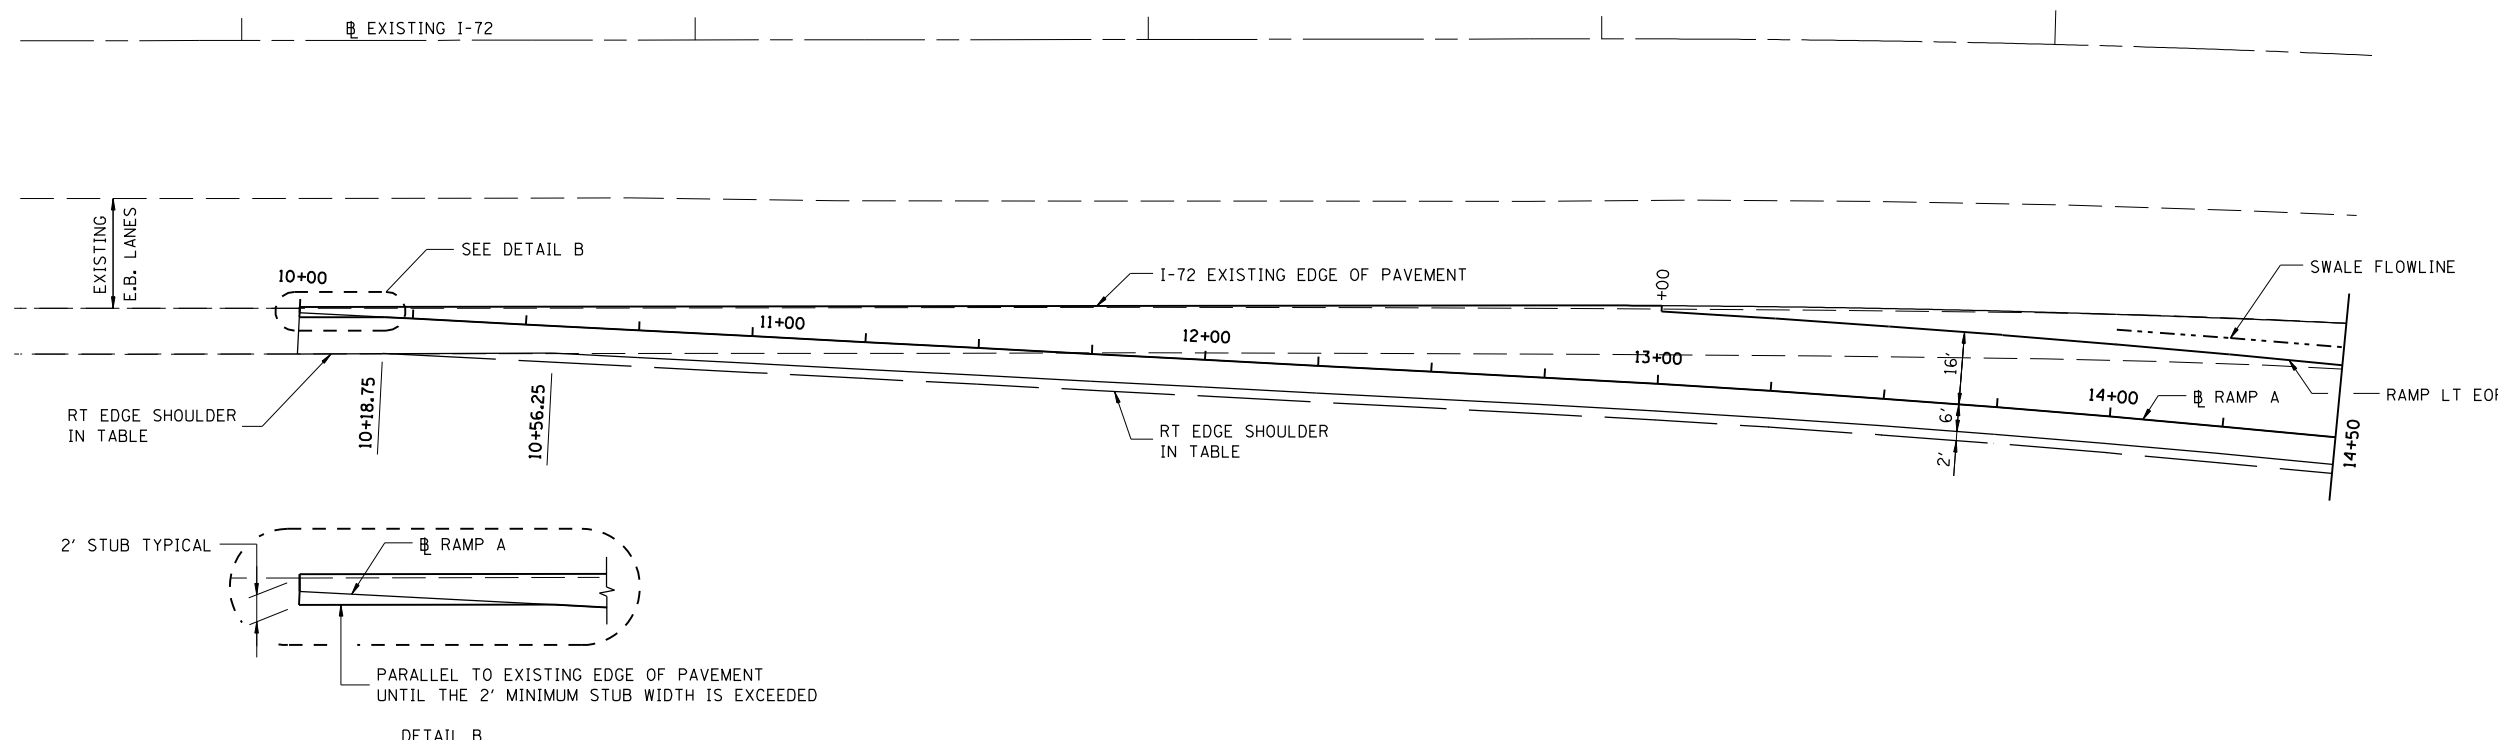 ℄ EXISTING I-72
EXISTING
E.B. LANES
SEE DETAIL B
10+00
I-72 EXISTING EDGE OF PAVEMENT
+00
SWALE FLOWLINE
11+00
12+00
13+00
14+00
16'
6'
2'
℄ RAMP A
RAMP LT EOP
14+50
10+18.75
10+56.25
RT EDGE SHOULDER
IN TABLE
RT EDGE SHOULDER
IN TABLE
2' STUB TYPICAL
℄ RAMP A
PARALLEL TO EXISTING EDGE OF PAVEMENT
UNTIL THE 2' MINIMUM STUB WIDTH IS EXCEEDED
DETAIL B